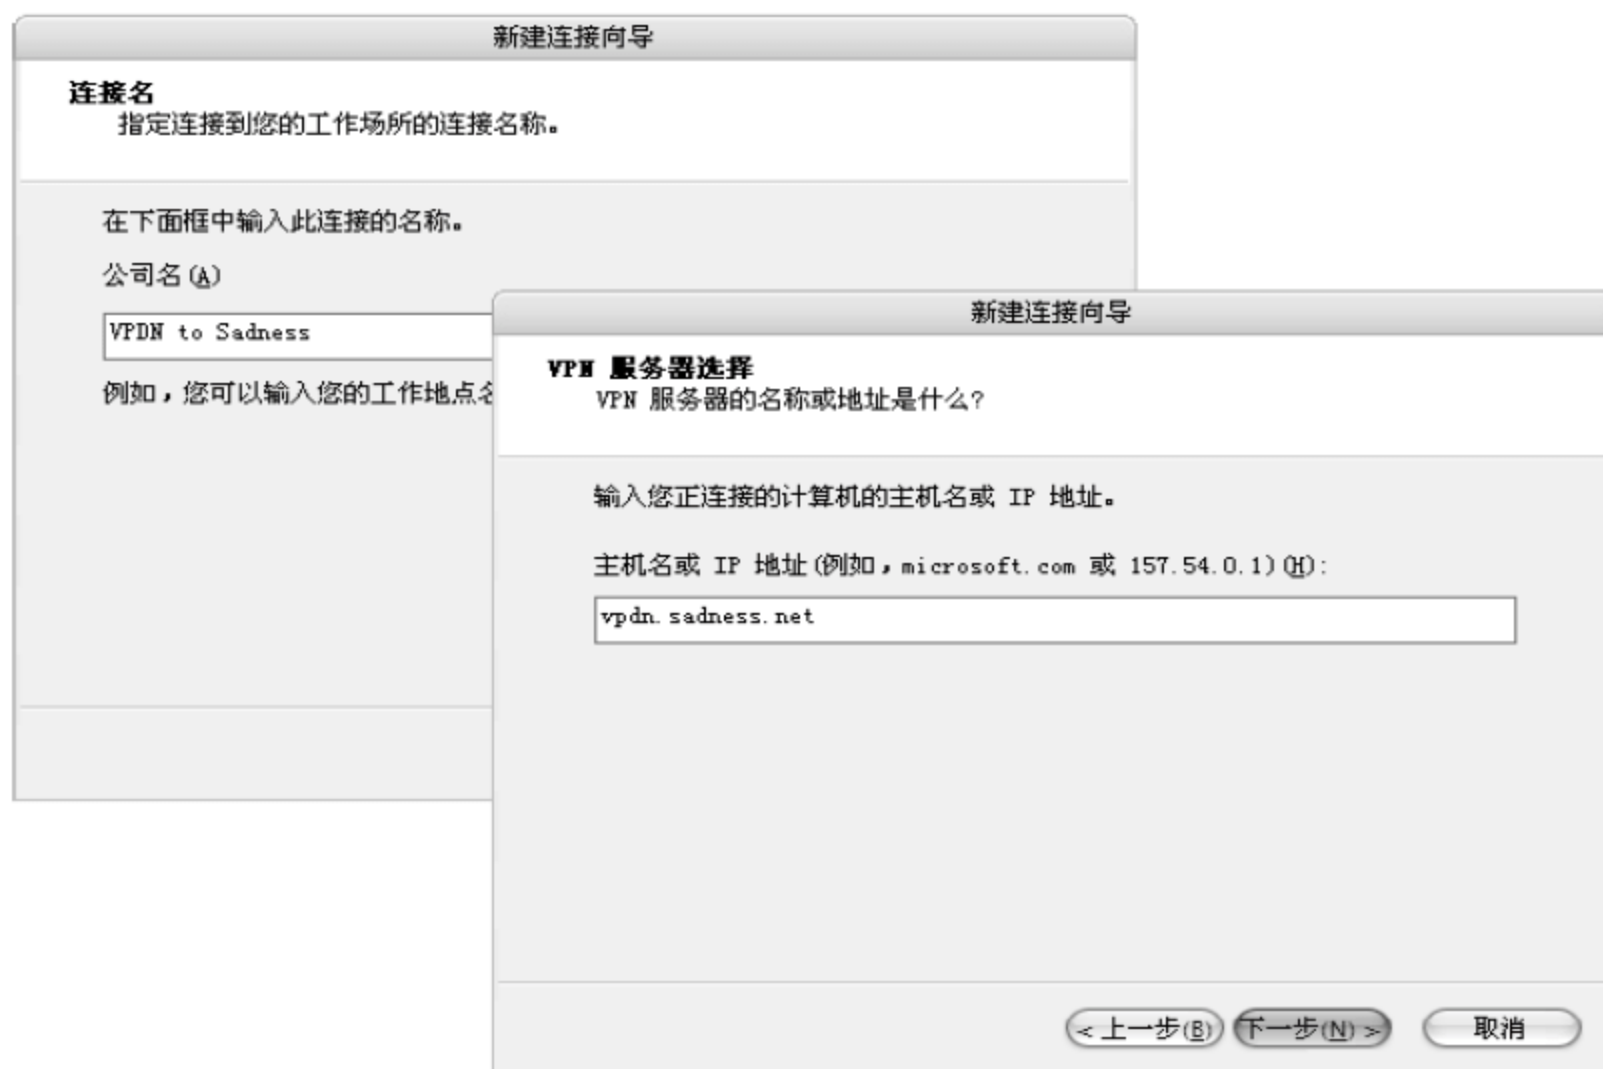 新建连接向导
连接名
指定连接到您的工作场所的连接名称。
在下面框中输入此连接的名称。
公司名(A)
VPDN to Sadness
例如，您可以输入您的工作地点名
新建连接向导
VPN 服务器选择
VPN 服务器的名称或地址是什么?
输入您正连接的计算机的主机名或 IP 地址。
主机名或 IP 地址(例如，microsoft.com 或 157.54.0.1)(H):
vpdn.sadness.net
< 上一步(B)
下一步(N) >
取消